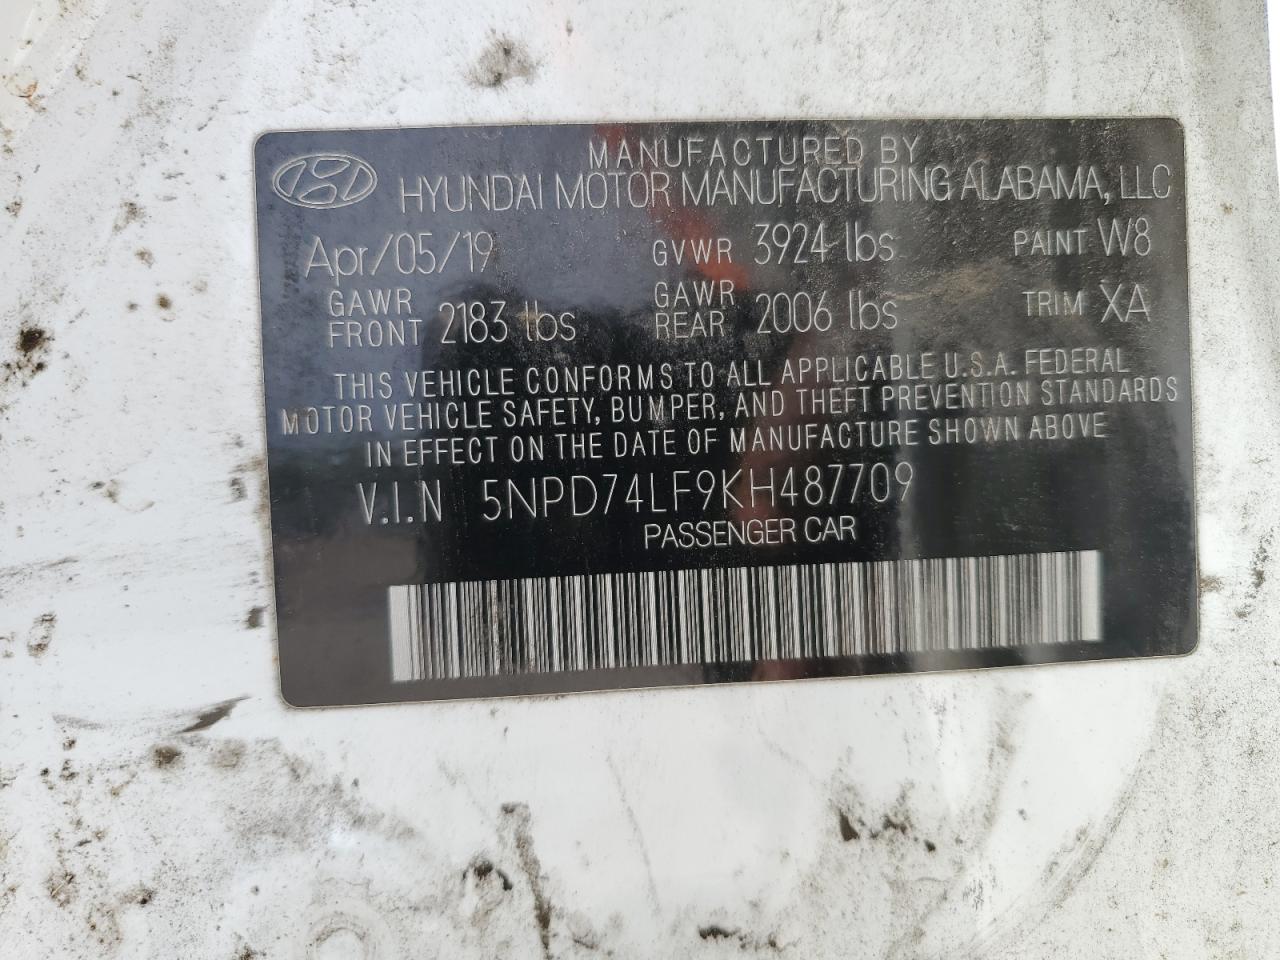 MANUFACTURED BY
HYUNDAI MOTOR MANUFACTURING ALABAMA, LLC
Apr/05/19 GVWR 3924 lbs PAINT W8
GAWR FRONT 2183 lbs GAWR REAR 2006 lbs TRIM XA
THIS VEHICLE CONFORMS TO ALL APPLICABLE U.S.A. FEDERAL
MOTOR VEHICLE SAFETY, BUMPER, AND THEFT PREVENTION STANDARDS
IN EFFECT ON THE DATE OF MANUFACTURE SHOWN ABOVE
V.I.N 5NPD74LF9KH487709
PASSENGER CAR